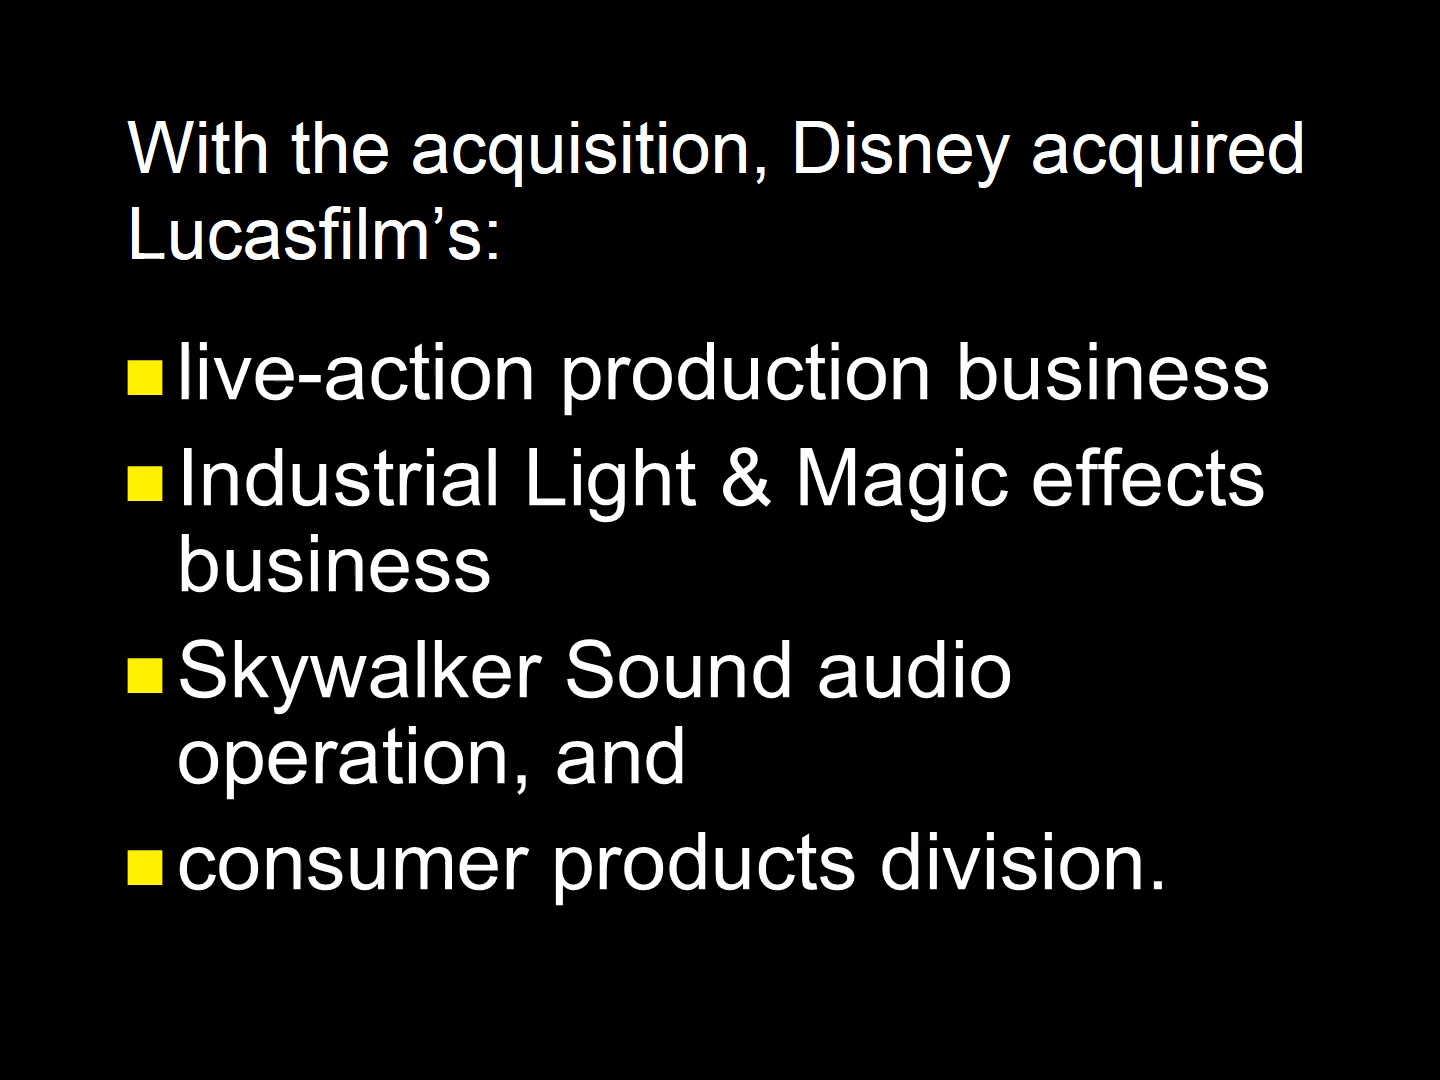 With the acquisition, Disney acquired
Lucasfilm’s:
live-action production business
Industrial Light & Magic effects
business
Skywalker Sound audio
operation, and
consumer products division.